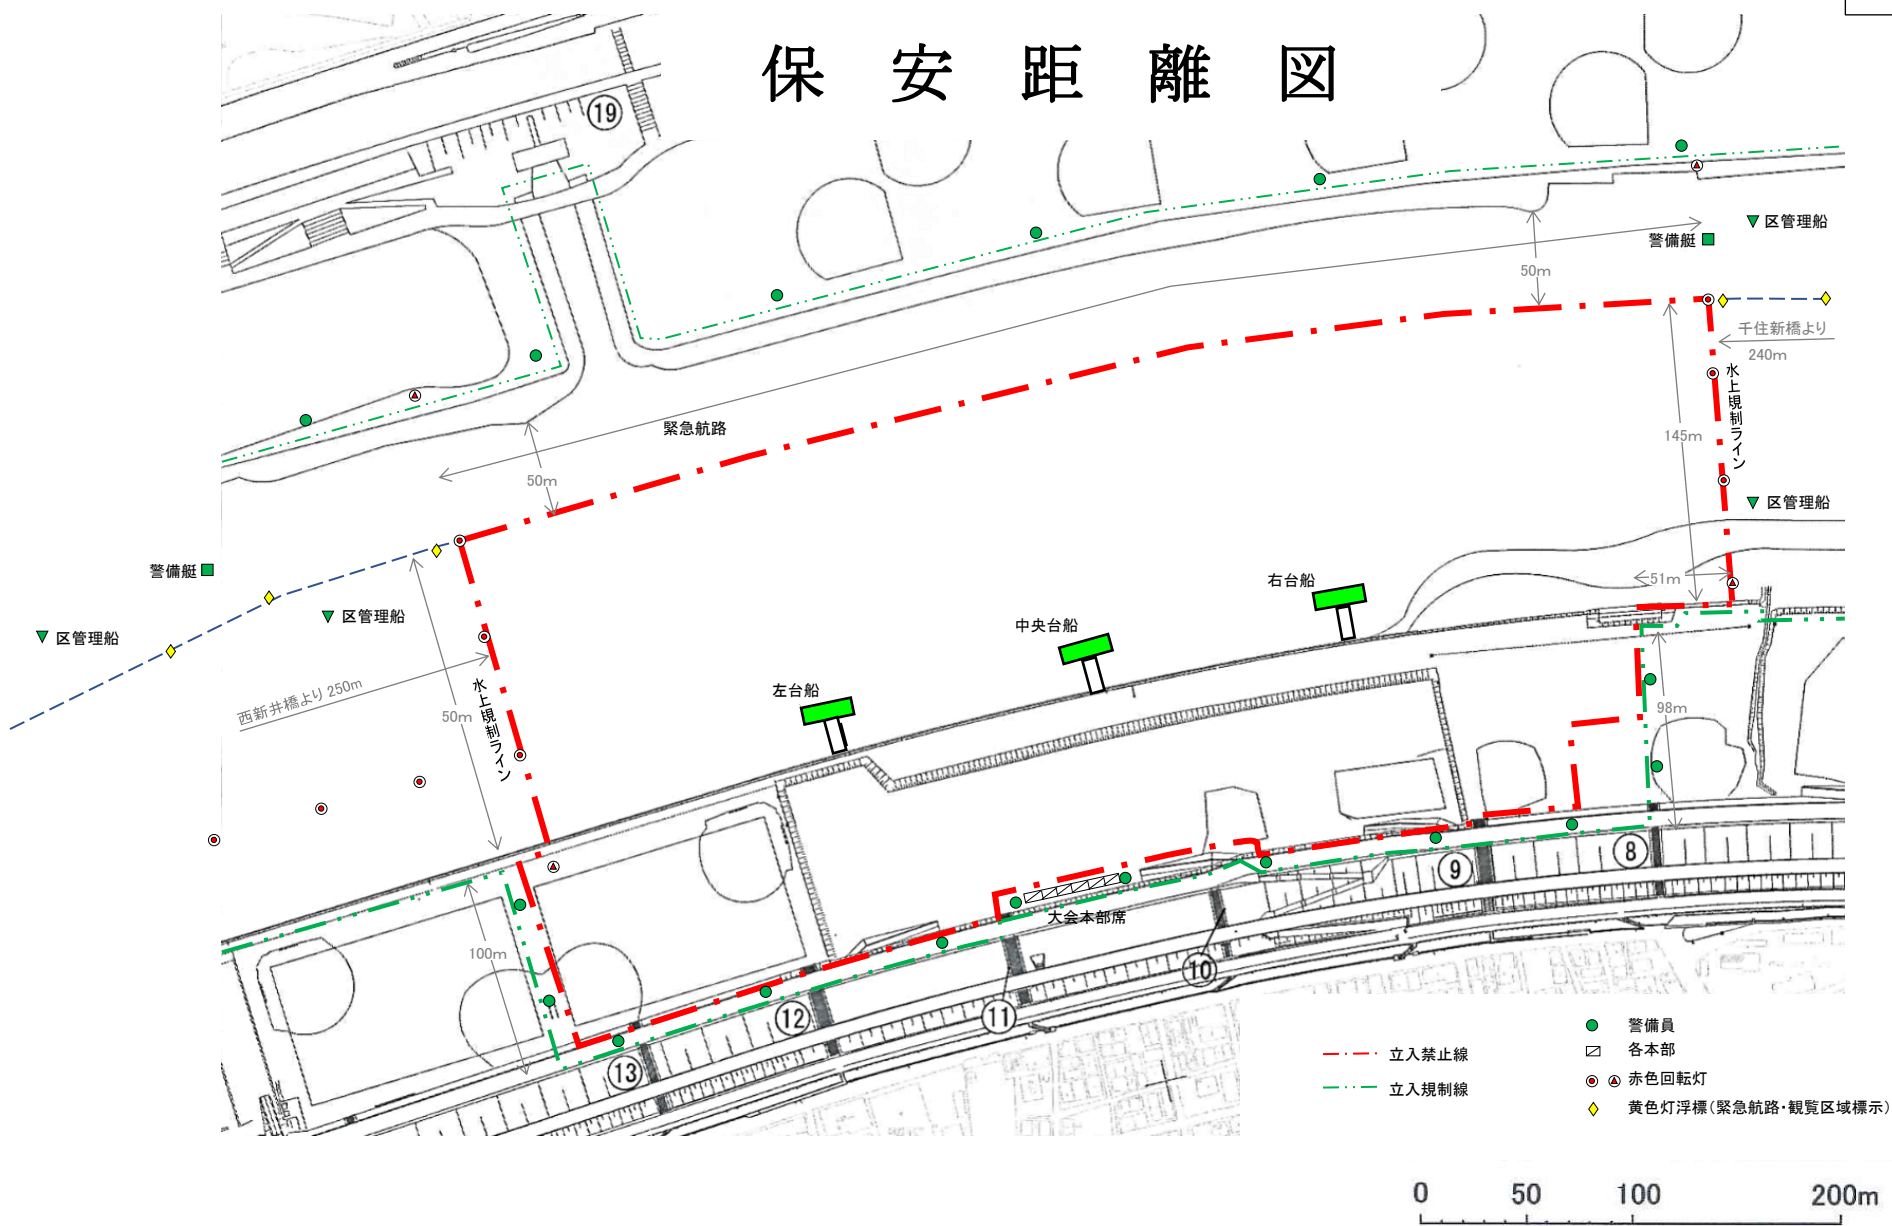 保安距離図
⑲
区管理船
警備艇
50m
千住新橋より
240m
水上規制ライン
緊急航路
145m
50m
区管理船
警備艇
51m
右台船
区管理船
中央台船
区管理船
左台船
水上規制ライン
西新井橋より 250m
50m
98m
⑧
⑨
大会本部席
100m
⑩
⑪
⑫
⑬
警備員
各本部
立入禁止線
赤色回転灯
立入規制線
黄色灯浮標(緊急航路・観覧区域標示)
0 50 100 200m